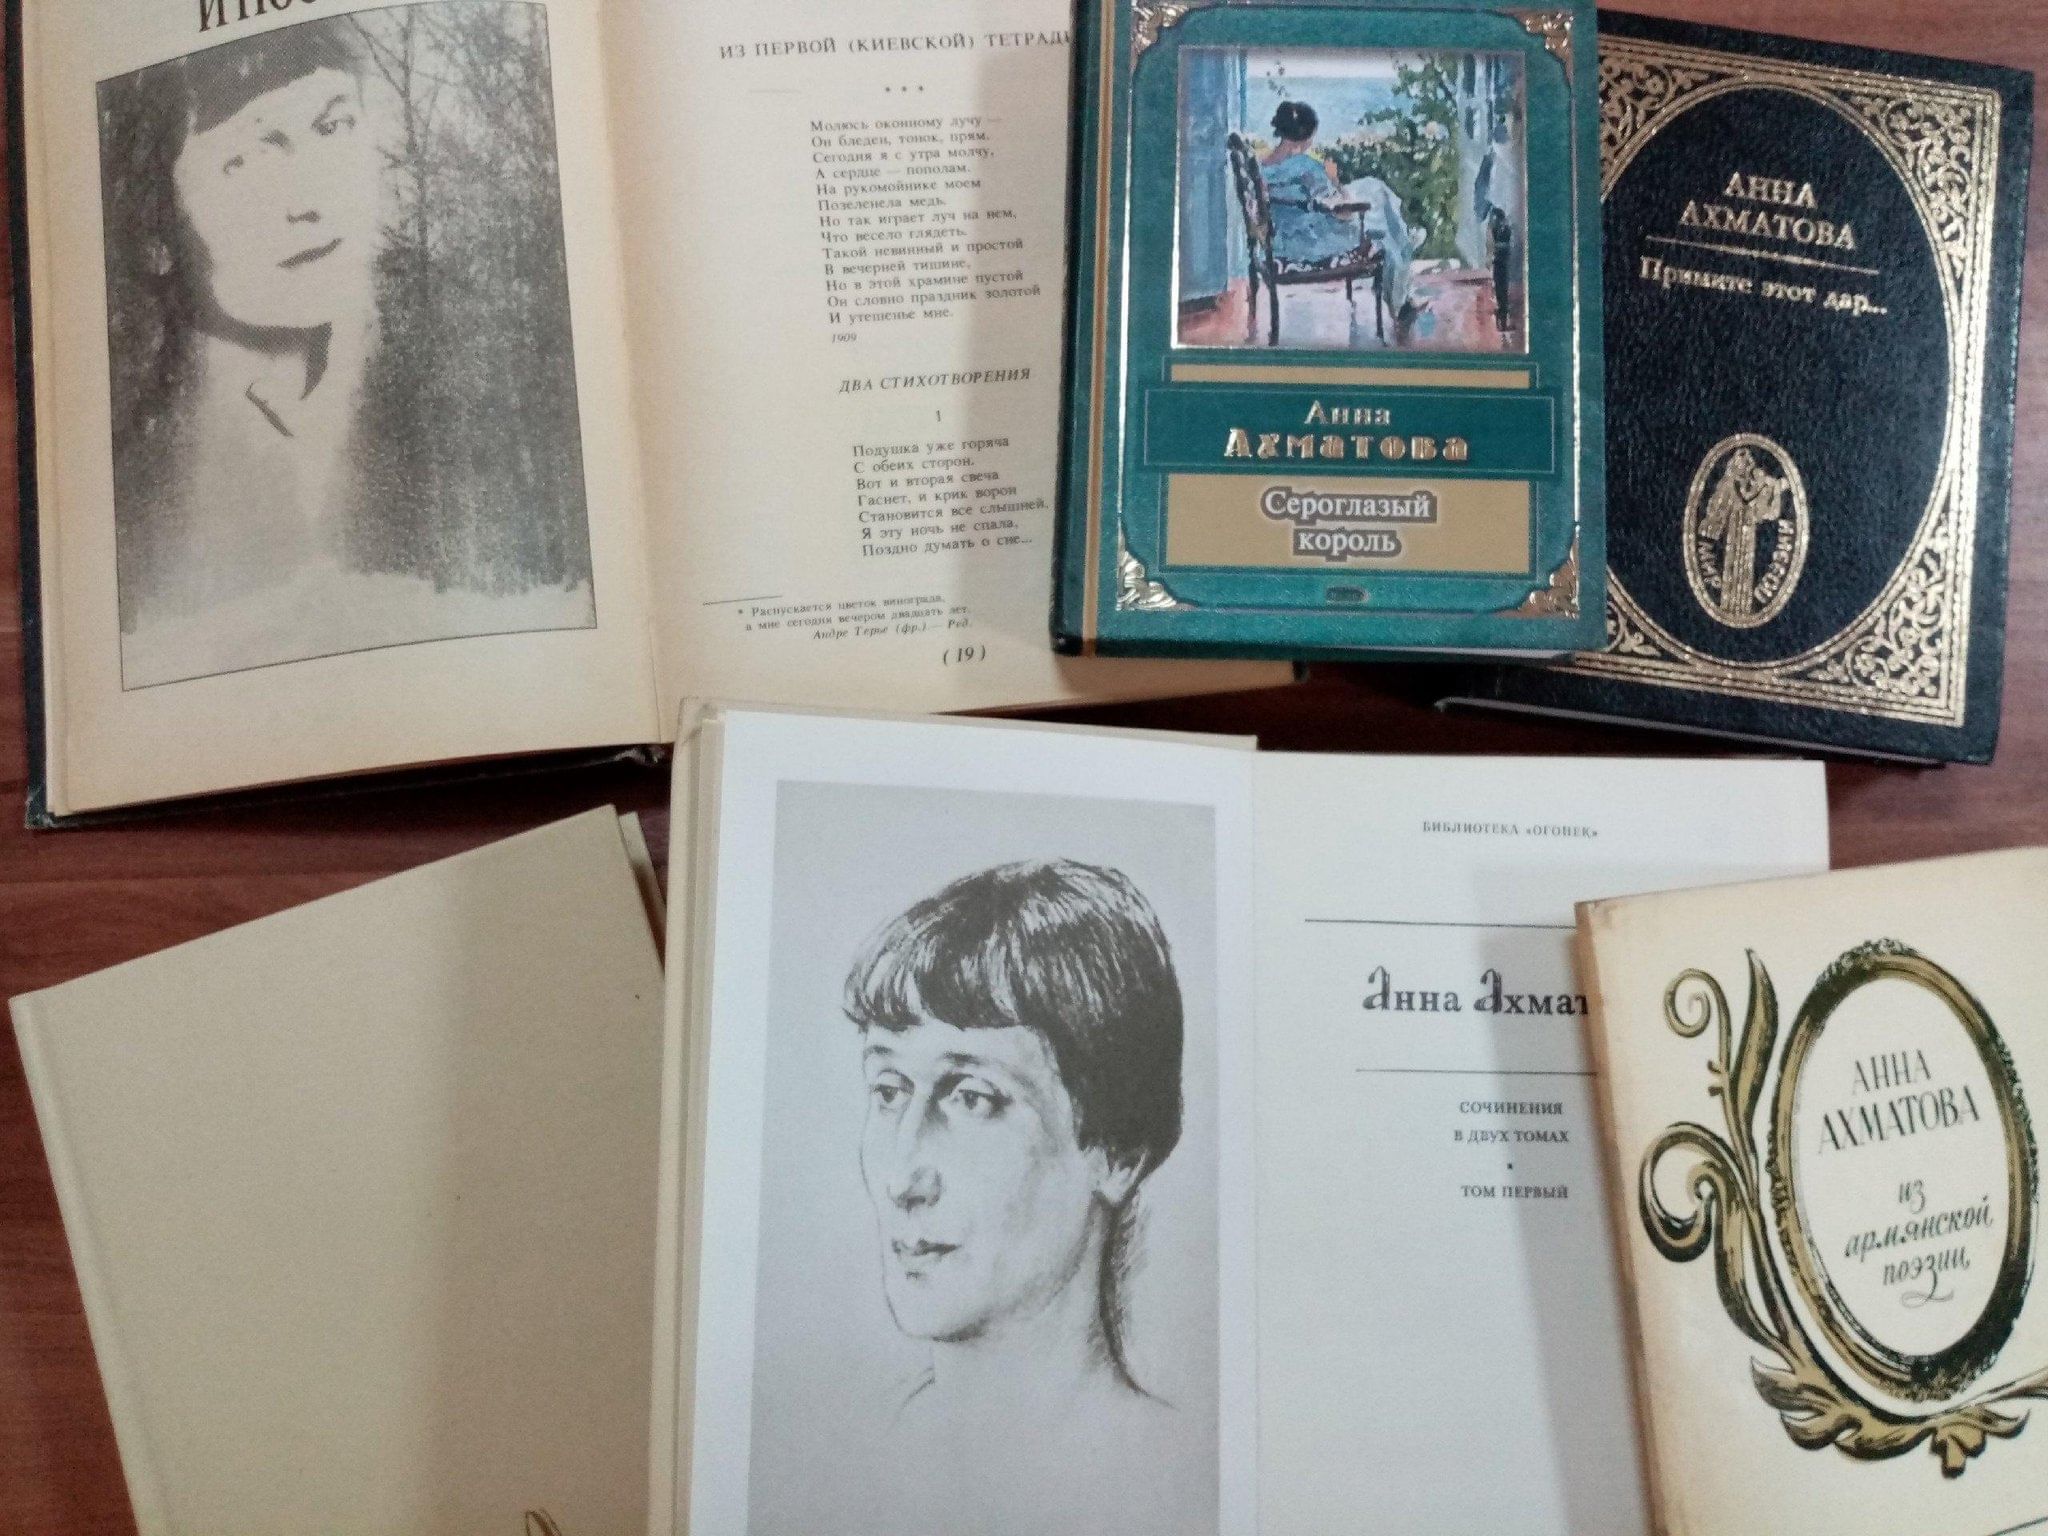 ИЗ ПЕРВОЙ (КИЕВСКОЙ) ТЕТРАДИ
* * *
Молюсь оконному лучу —
Он бледен, тонок, прям.
Сегодня я с утра молчу,
А сердце — пополам.
На рукомойнике моем
Позеленела медь.
Но так играет луч на нем,
Что весело глядеть.
Такой невинный и простой
В вечерней тишине,
Но в этой храмине пустой
Он словно праздник золотой
И утешенье мне.
1909
ДВА СТИХОТВОРЕНИЯ
1
Подушка уже горяча
С обеих сторон.
Вот и вторая свеча
Гаснет, и крик ворон
Становится все слышней.
Я эту ночь не спала,
Поздно думать о сне...
* Распускается цветок винограда,
а мне сегодня вечером двадцать лет.
Андре Терье (фр.).— Ред.
( 19 )
Анна
Ахматова
Сероглазый
король
АННА
АХМАТОВА
Примите этот дар...
МИР ПОЭЗИИ
БИБЛИОТЕКА «ОГОНЕК»
Анна Ахмат
СОЧИНЕНИЯ
В ДВУХ ТОМАХ
•
ТОМ ПЕРВЫЙ
АННА
АХМАТОВА
из
армянской
поэзии